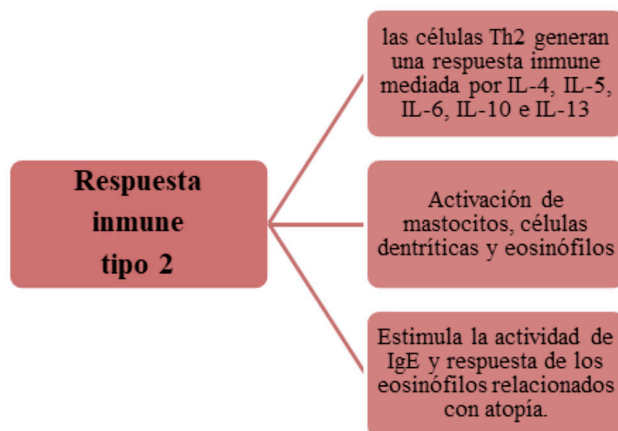 Respuesta
inmune
tipo 2
las células Th2 generan
una respuesta inmune
mediada por IL-4, IL-5,
IL-6, IL-10 e IL-13
Activación de
mastocitos, células
dentríticas y eosinófilos
Estimula la actividad de
IgE y respuesta de los
eosinófilos relacionados
con atopía.